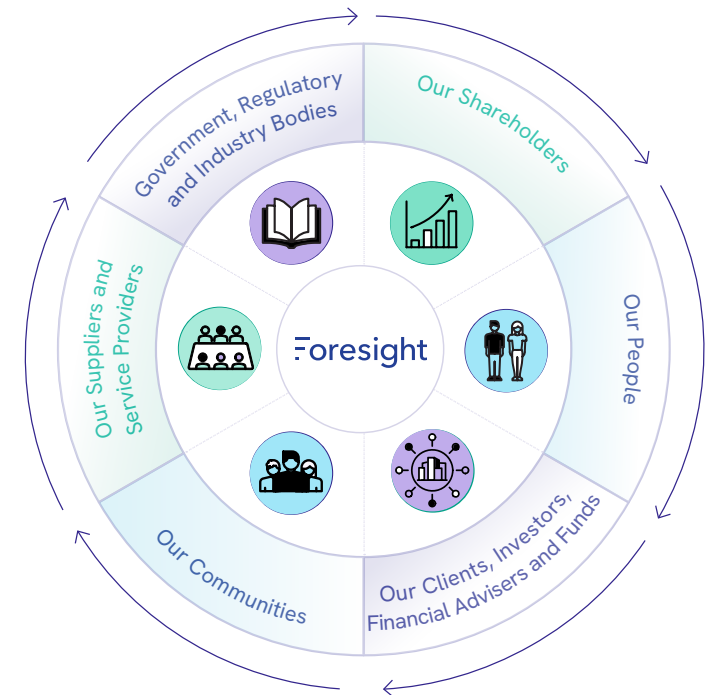 Our Shareholders
Our People
Our Clients, Investors,
Financial Advisers and Funds
Our Communities
Our Suppliers and
Service Providers
Government, Regulatory
and Industry Bodies
Foresight